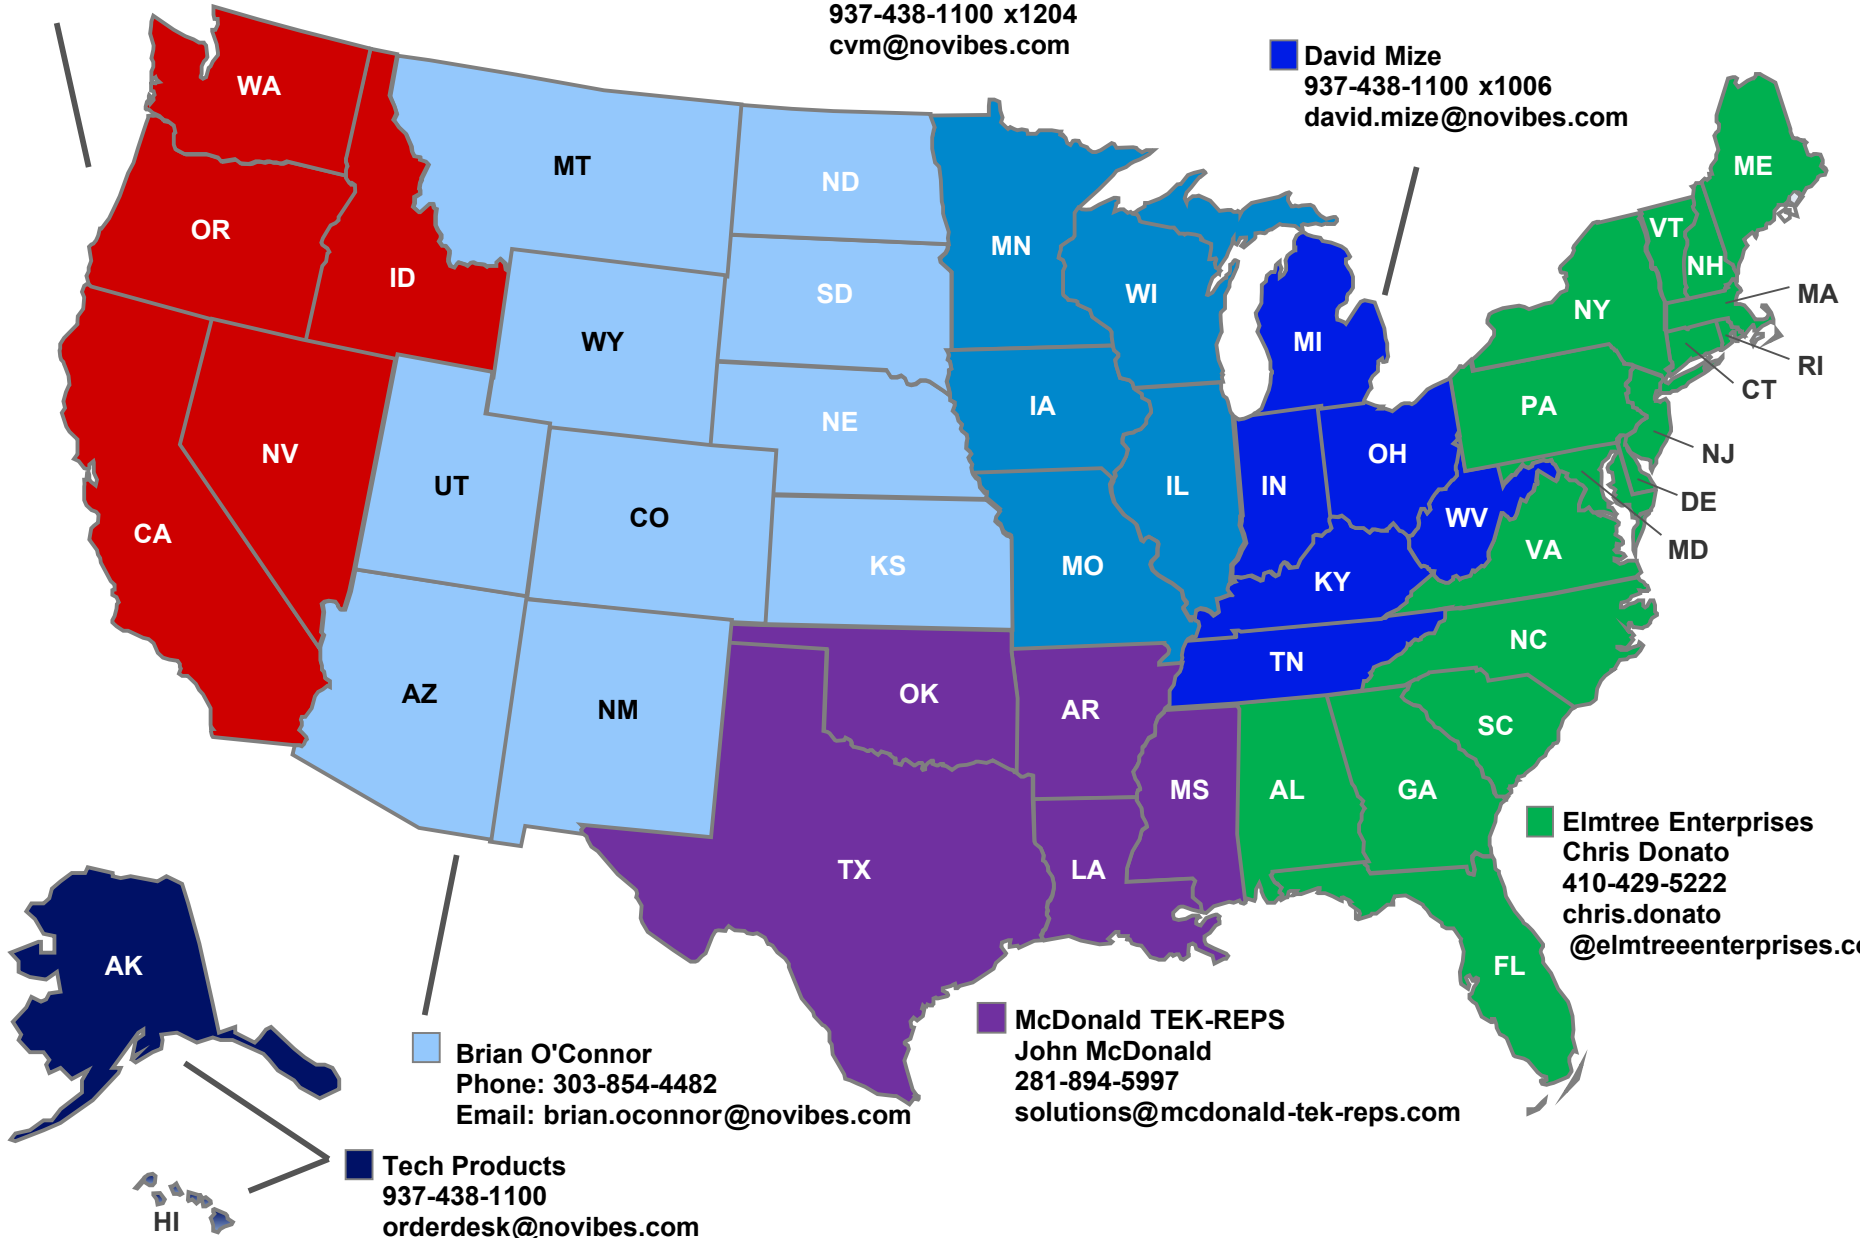 937-438-1100 x1204
cvm@novibes.com
David Mize
937-438-1100 x1006
david.mize@novibes.com
WA
OR
ID
MT
ND
SD
WY
NE
MN
WI
MI
IA
ME
VT
NH
NY
MA
RI
CT
PA
NJ
DE
MD
CA
NV
UT
CO
KS
MO
IL
IN
OH
WV
VA
KY
TN
NC
SC
AZ
NM
OK
AR
TX
LA
MS
AL
GA
FL
AK
HI
Elmtree Enterprises
Chris Donato
410-429-5222
chris.donato
@elmtreeenterprises.co
McDonald TEK-REPS
John McDonald
281-894-5997
solutions@mcdonald-tek-reps.com
Brian O'Connor
Phone: 303-854-4482
Email: brian.oconnor@novibes.com
Tech Products
937-438-1100
orderdesk@novibes.com